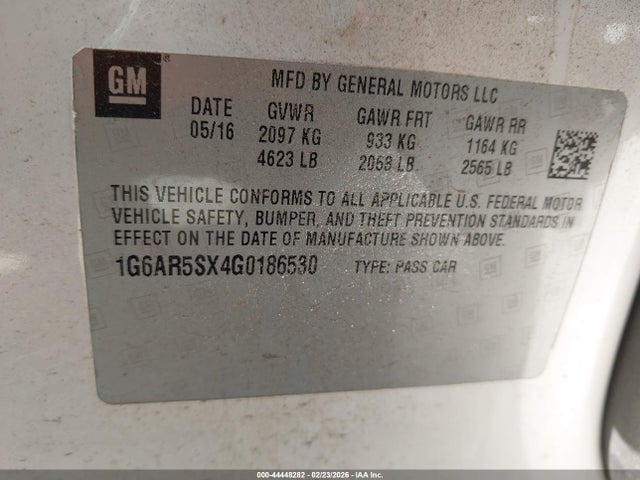 GM
MFD BY GENERAL MOTORS LLC
DATE GVWR GAWR FRT GAWR RR
05/16 2097 KG 933 KG 1164 KG
4623 LB 2058 LB 2565 LB
THIS VEHICLE CONFORMS TO ALL APPLICABLE U.S. FEDERAL MOTOR
VEHICLE SAFETY, BUMPER, AND THEFT PREVENTION STANDARDS IN
EFFECT ON THE DATE OF MANUFACTURE SHOWN ABOVE.
1G6AR5SX4G0186530 TYPE: PASS CAR
000-44448282 - 02/23/2026 - IAA Inc.